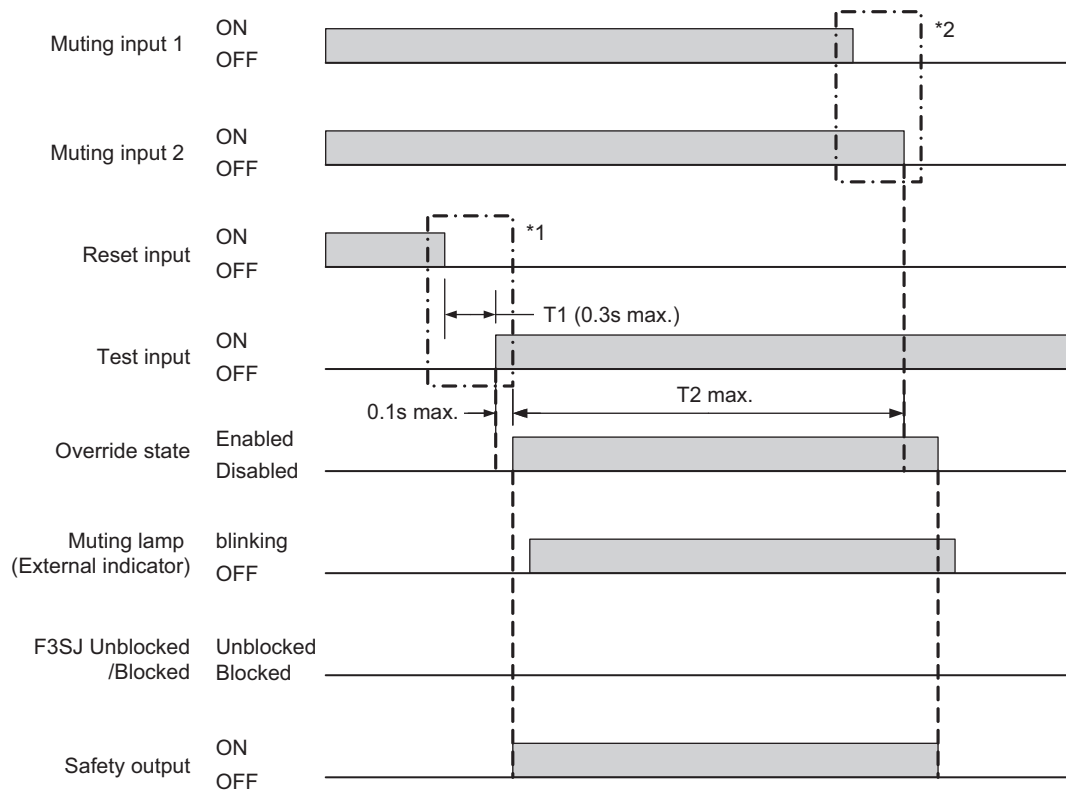 Muting input 1
ON
OFF
*2
Muting input 2
ON
OFF
Reset input
ON
OFF
*1
T1 (0.3s max.)
Test input
ON
OFF
0.1s max.
T2 max.
Override state
Enabled
Disabled
Muting lamp
(External indicator)
blinking
OFF
F3SJ Unblocked
/Blocked
Unblocked
Blocked
Safety output
ON
OFF